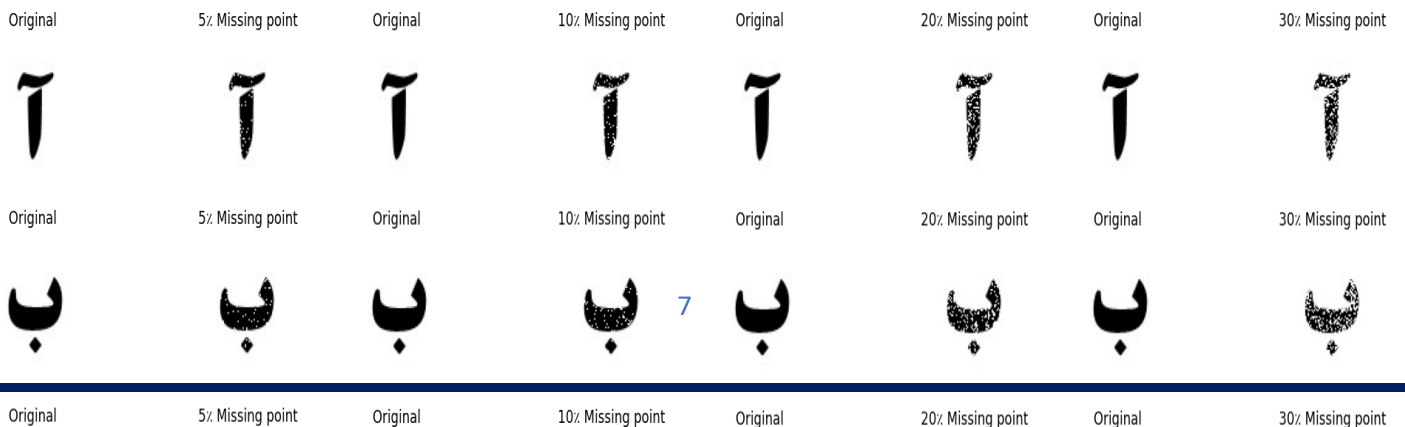 Original 5% Missing point Original 10% Missing point Original 20% Missing point Original 30% Missing point
آ آ آ آ آ آ آ آ
Original 5% Missing point Original 10% Missing point Original 20% Missing point Original 30% Missing point
ب ب ب ب 7 ب ب ب ب
Original 5% Missing point Original 10% Missing point Original 20% Missing point Original 30% Missing point